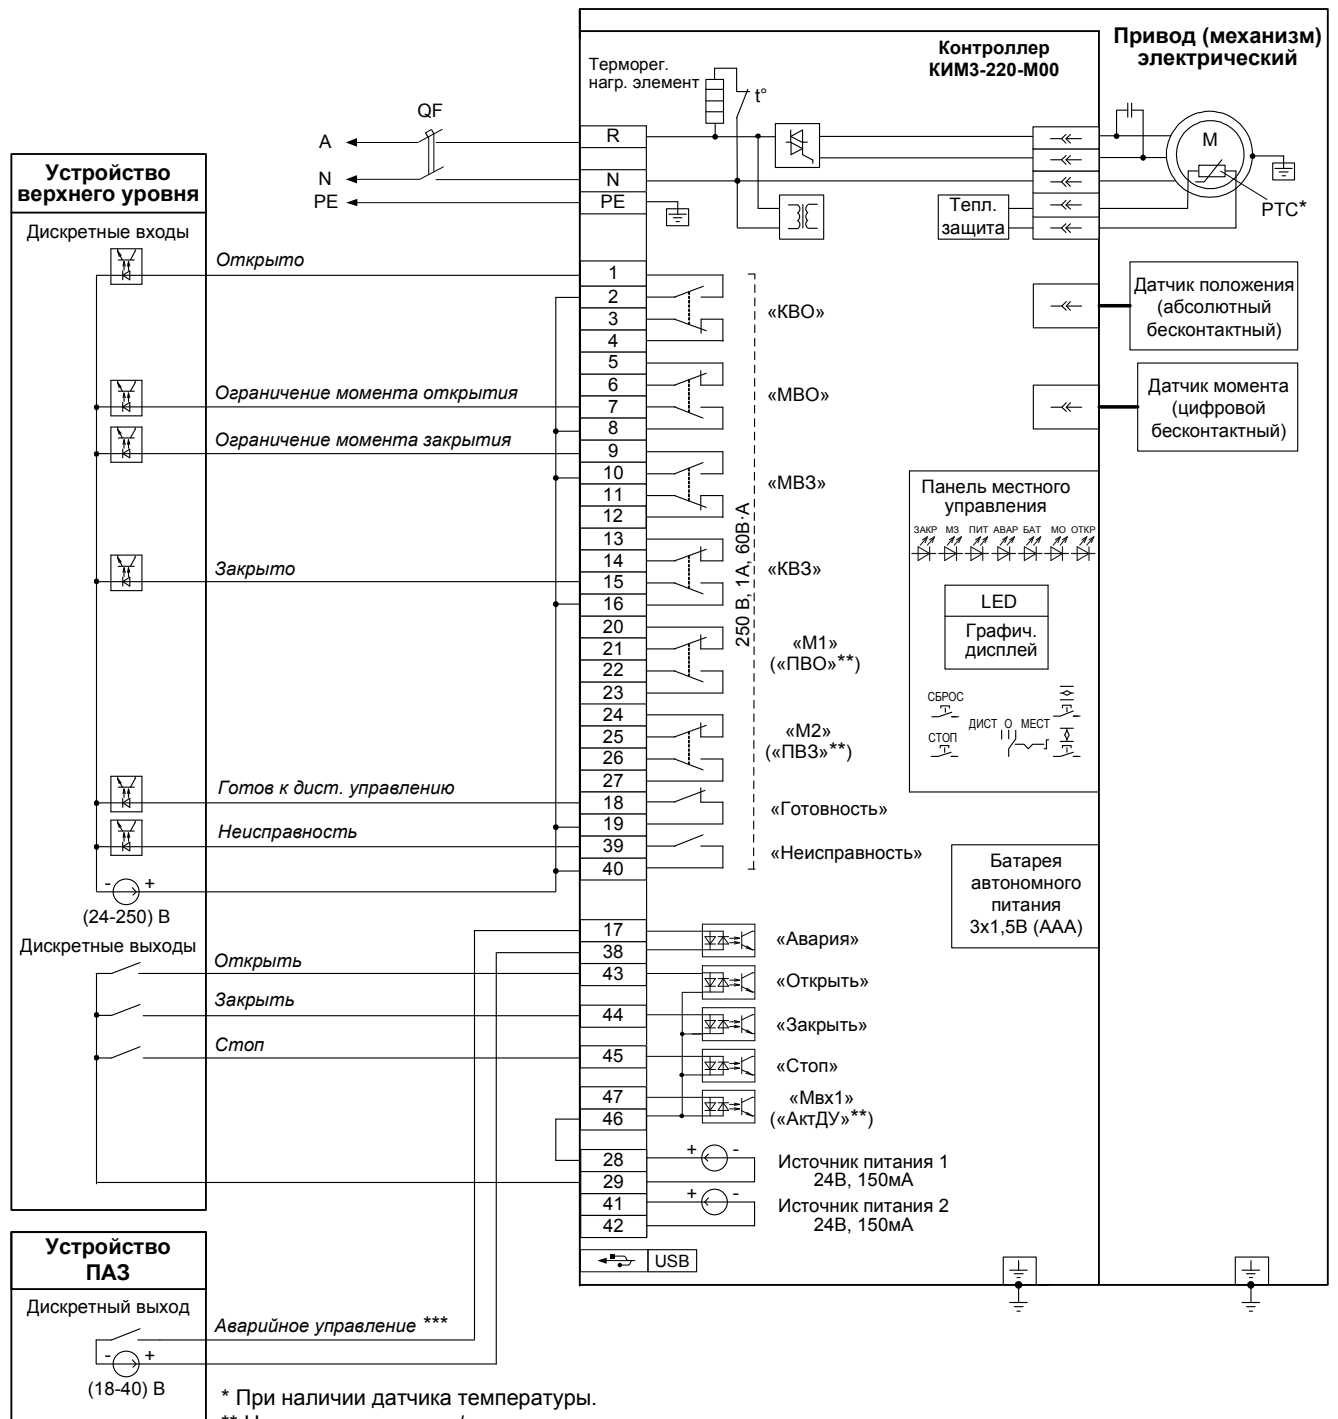 Привод (механизм)
электрический
Контроллер
КИМ3-220-М00
Терморег.
нагр. элемент
t°
QF
A
R
M
N
N
PE
PE
Тепл.
защита
РТС*
Устройство
верхнего уровня
Дискретные входы
Открыто
1
2
3
4
«КВО»
Датчик положения
(абсолютный
бесконтактный)
5
6
7
8
Ограничение момента открытия
«МВО»
Датчик момента
(цифровой
бесконтактный)
Ограничение момента закрытия
9
10
11
12
«МВЗ»
Панель местного
управления
ЗАКР МЗ ПИТ АВАР БАТ МО ОТКР
13
14
15
16
Закрыто
«КВЗ»
250 В, 1А, 60В·А
LED
Графич.
дисплей
20
21
22
23
«М1»
(«ПВО»**)
СБРОС
СТОП
ДИСТ О МЕСТ
24
25
26
27
«М2»
(«ПВЗ»**)
Готов к дист. управлению
18
19
«Готовность»
Неисправность
39
40
«Неисправность»
Батарея
автономного
питания
3х1,5В (ААА)
- +
(24-250) В
Дискретные выходы
17
38
«Авария»
Открыть
43
«Открыть»
Закрыть
44
«Закрыть»
Стоп
45
«Стоп»
47
46
«Мвх1»
(«АктДУ»**)
28
29
+ -
Источник питания 1
24В, 150мА
41
42
+ -
Источник питания 2
24В, 150мА
USB
Устройство
ПАЗ
Дискретный выход
Аварийное управление ***
- +
(18-40) В
* При наличии датчика температуры.